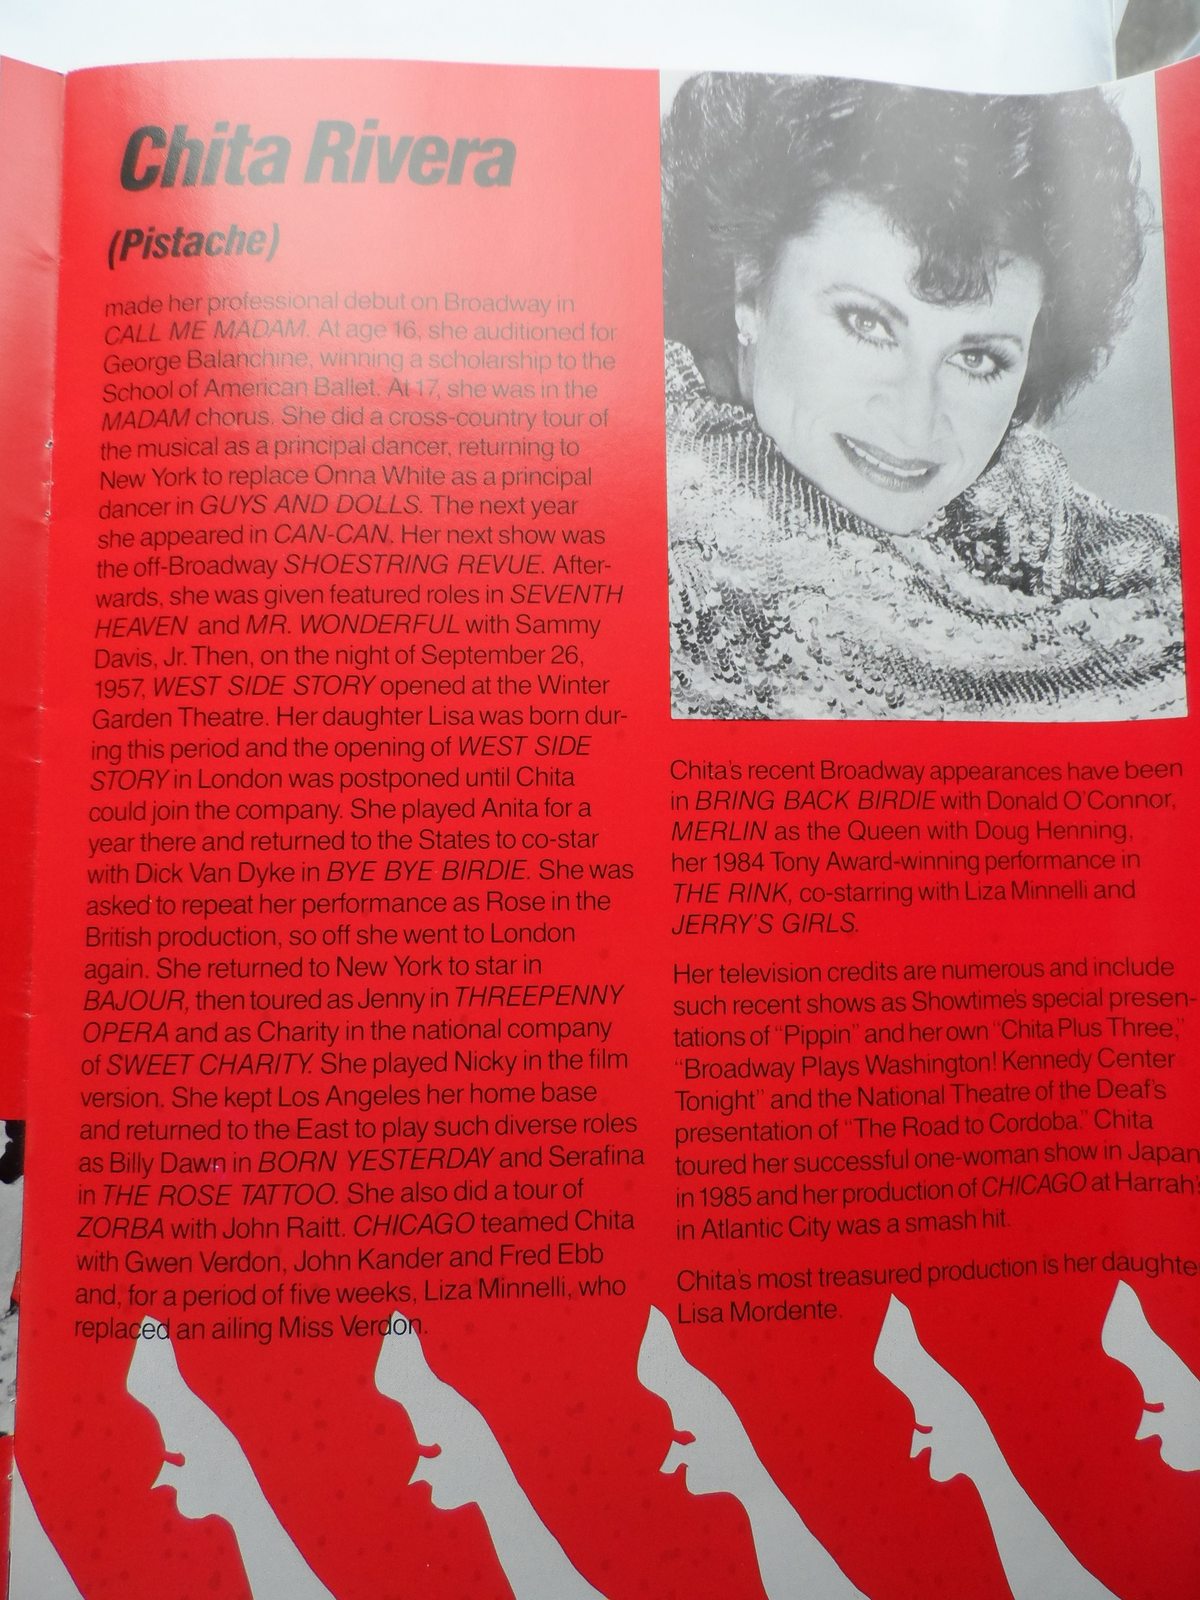 Chita Rivera
(Pistache)
made her professional debut on Broadway in
CALL ME MADAM. At age 16, she auditioned for
George Balanchine, winning a scholarship to the
School of American Ballet. At 17, she was in the
MADAM chorus. She did a cross-country tour of
the musical as a principal dancer, returning to
New York to replace Onna White as a principal
dancer in GUYS AND DOLLS. The next year
she appeared in CAN-CAN. Her next show was
the off-Broadway SHOESTRING REVUE. After-
wards, she was given featured roles in SEVENTH
HEAVEN and MR. WONDERFUL with Sammy
Davis, Jr. Then, on the night of September 26,
1957, WEST SIDE STORY opened at the Winter
Garden Theatre. Her daughter Lisa was born dur-
ing this period and the opening of WEST SIDE
STORY in London was postponed until Chita
could join the company. She played Anita for a
year there and returned to the States to co-star
with Dick Van Dyke in BYE BYE BIRDIE. She was
asked to repeat her performance as Rose in the
British production, so off she went to London
again. She returned to New York to star in
BAJOUR, then toured as Jenny in THREEPENNY
OPERA and as Charity in the national company
of SWEET CHARITY. She played Nicky in the film
version. She kept Los Angeles her home base
and returned to the East to play such diverse roles
as Billy Dawn in BORN YESTERDAY and Serafina
in THE ROSE TATTOO. She also did a tour of
ZORBA with John Raitt. CHICAGO teamed Chita
with Gwen Verdon, John Kander and Fred Ebb
and, for a period of five weeks, Liza Minnelli, who
replaced an ailing Miss Verdon.
Chita's recent Broadway appearances have been
in BRING BACK BIRDIE with Donald O'Connor,
MERLIN as the Queen with Doug Henning,
her 1984 Tony Award-winning performance in
THE RINK, co-starring with Liza Minnelli and
JERRY'S GIRLS.
Her television credits are numerous and include
such recent shows as Showtime's special presen-
tations of "Pippin" and her own "Chita Plus Three,"
"Broadway Plays Washington! Kennedy Center
Tonight" and the National Theatre of the Deaf's
presentation of "The Road to Cordoba." Chita
toured her successful one-woman show in Japan
in 1985 and her production of CHICAGO at Harrah's
in Atlantic City was a smash hit.
Chita's most treasured production is her daughte
Lisa Mordente.